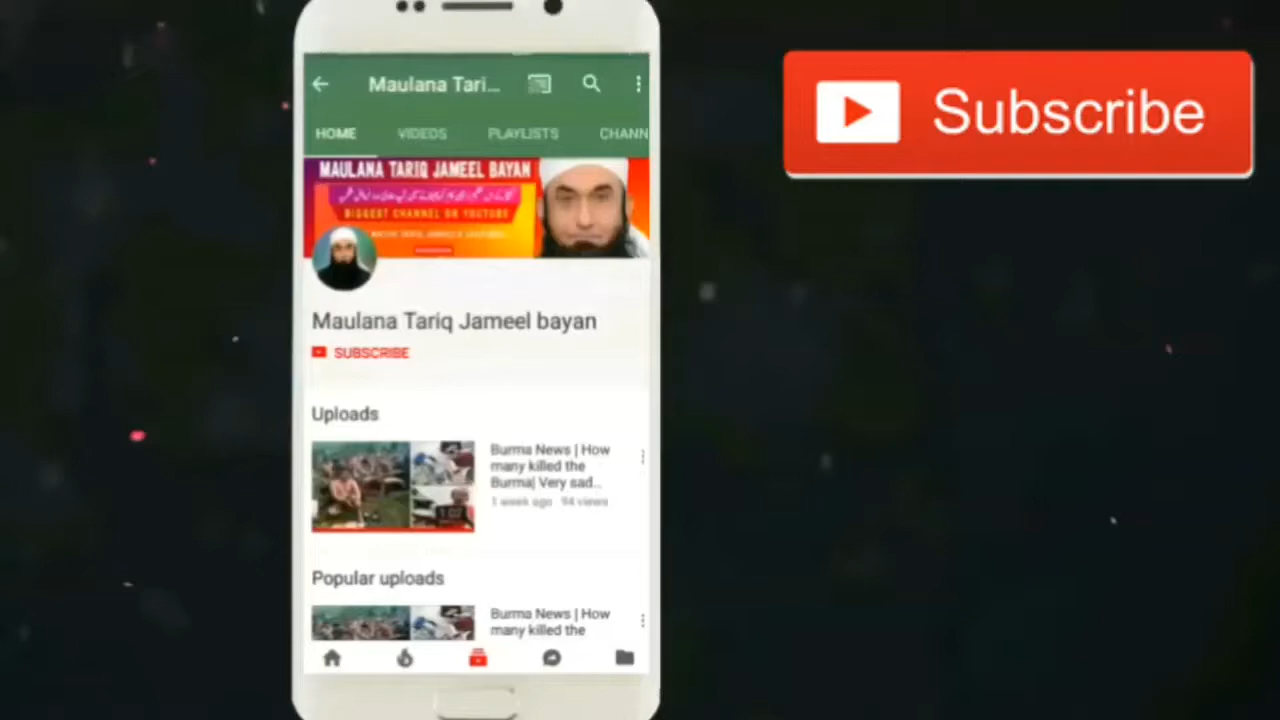 Maulana Tari...
HOME VIDEOS PLAYLISTS CHANN
MAULANA TARIQ JAMEEL BAYAN
BIGGEST CHANNEL ON YOUTUBE
Maulana Tariq Jameel bayan
SUBSCRIBE
Uploads
Burma News | How
many killed the
Burma| Very sad..
1 week ago 94 views
1:02
Popular uploads
Burma News | How
many killed the
Subscribe